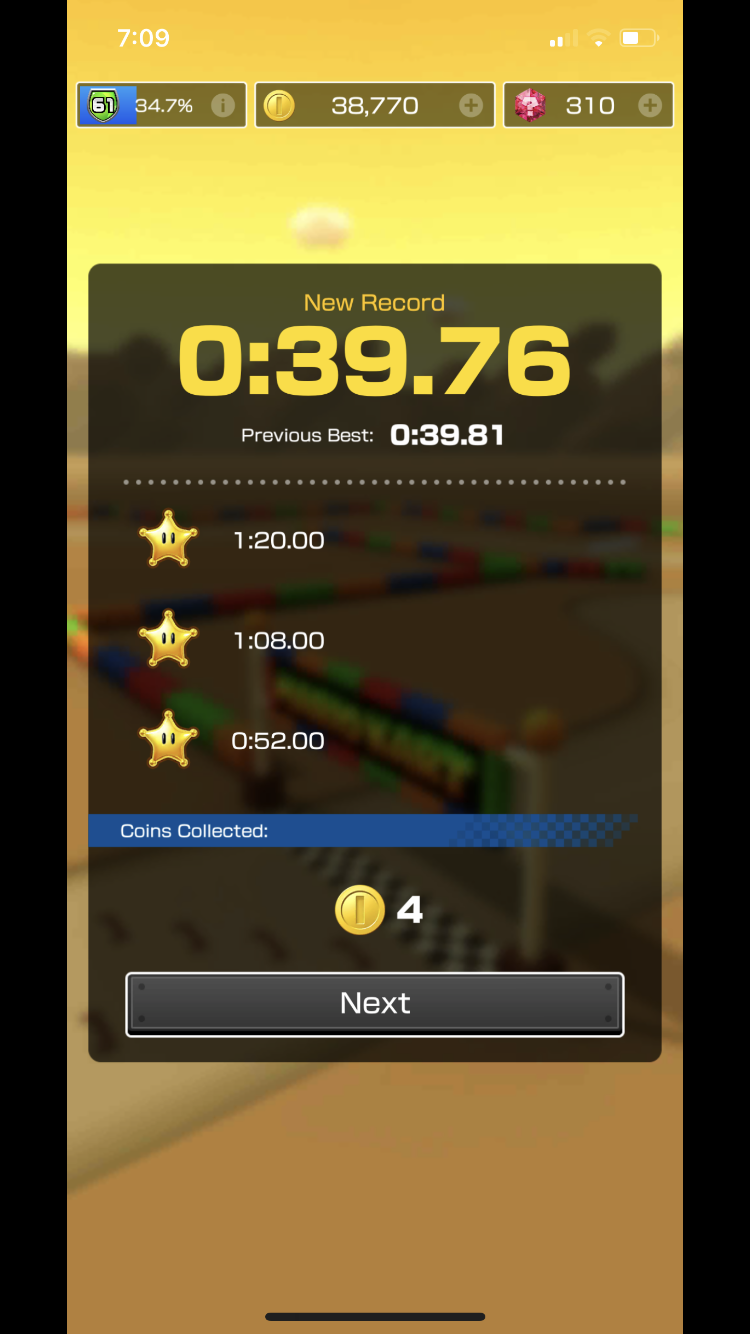 7:09
61 34.7% i 38,770 + 310 +
New Record
0:39.76
Previous Best: 0:39.81
1:20.00
1:08.00
0:52.00
Coins Collected:
4
Next